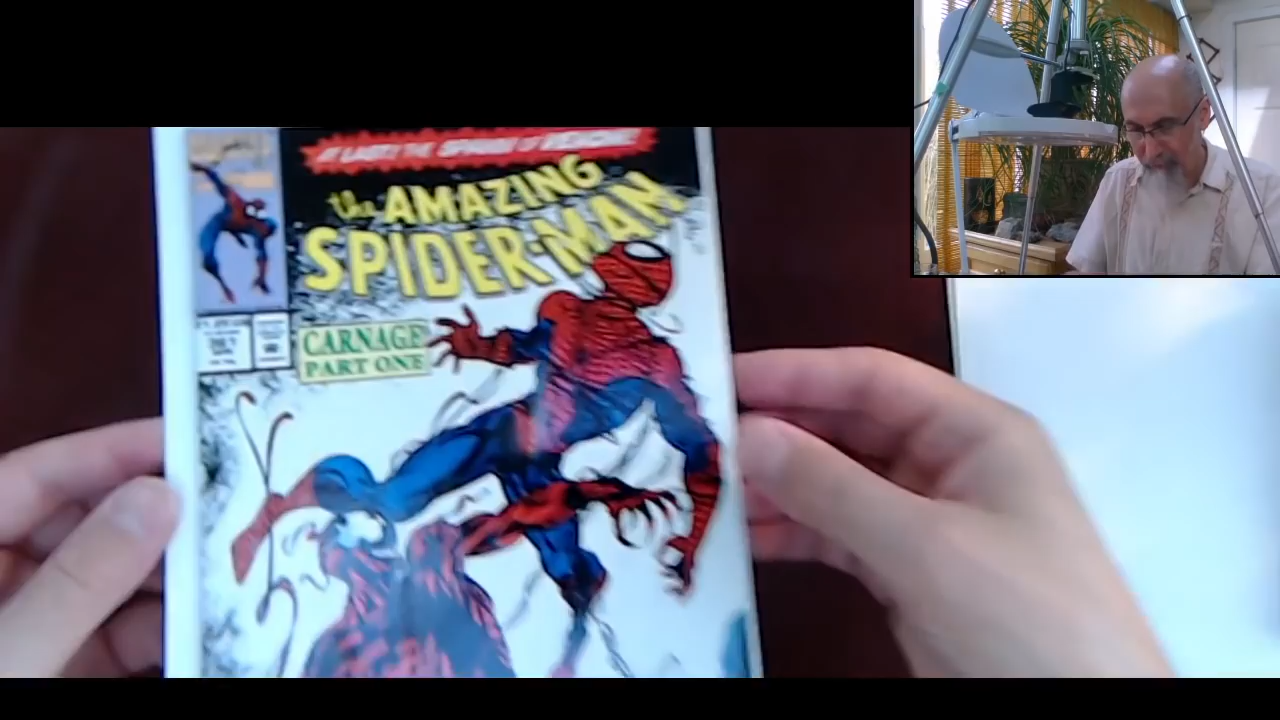 AT LAST! THE SPAWN OF VENOM!
the AMAZING
SPIDER-MAN
CARNAGE
PART ONE